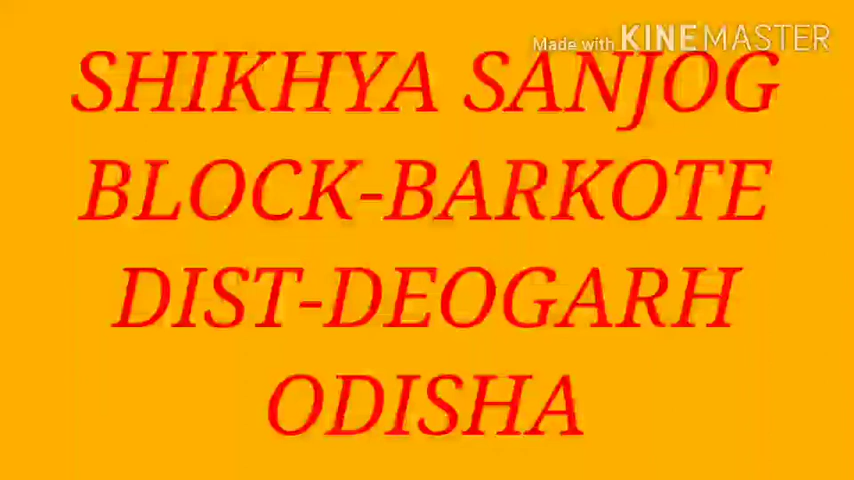 Made with KINEMASTER
SHIKHYA SANJOG
BLOCK-BARKOTE
DIST-DEOGARH
ODISHA